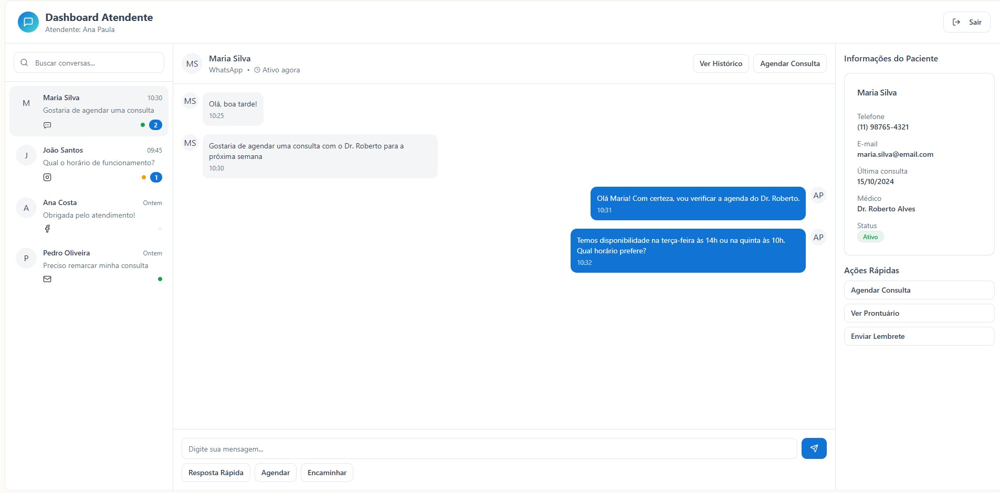 Dashboard Atendente
Atendente: Ana Paula
Sair
Buscar conversas...
Maria Silva 10:30
Gostaria de agendar uma consulta
2
João Santos 09:45
Qual o horário de funcionamento?
1
Ana Costa Ontem
Obrigada pelo atendimento!
Pedro Oliveira Ontem
Preciso remarcar minha consulta
M
J
A
P
MS
Maria Silva
WhatsApp • Ativo agora
Ver Histórico
Agendar Consulta
MS
Olá, boa tarde!
10:25
MS
Gostaria de agendar uma consulta com o Dr. Roberto para a
próxima semana
10:30
Olá Maria! Com certeza, vou verificar a agenda do Dr. Roberto.
10:31
AP
Temos disponibilidade na terça-feira às 14h ou na quinta às 10h.
Qual horário prefere?
10:32
AP
Digite sua mensagem...
Resposta Rápida
Agendar
Encaminhar
Informações do Paciente
Maria Silva
Telefone
(11) 98765-4321
E-mail
maria.silva@email.com
Última consulta
15/10/2024
Médico
Dr. Roberto Alves
Status
Ativo
Ações Rápidas
Agendar Consulta
Ver Prontuário
Enviar Lembrete